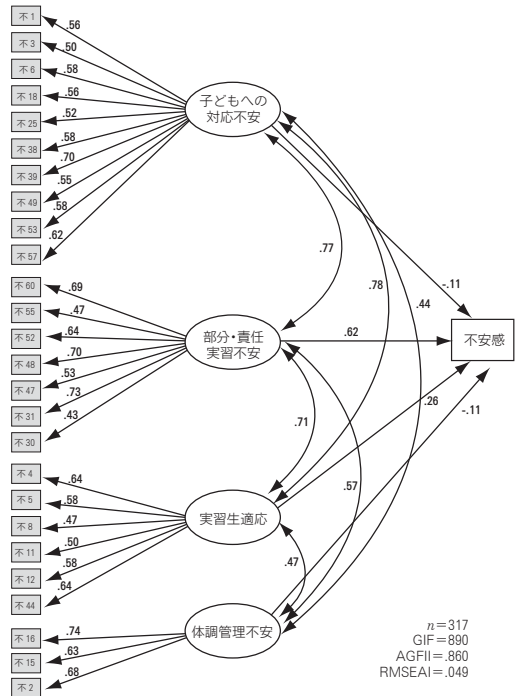 不 1
不 3
不 6
不 18
不 25
不 38
不 39
不 49
不 53
不 57
.56
.50
.58
.56
.52
.58
.70
.55
.58
.62
子どもへの
対応不安
不 60
不 55
不 52
不 48
不 47
不 31
不 30
.69
.47
.64
.70
.53
.73
.43
部分・責任
実習不安
不 4
不 5
不 8
不 11
不 12
不 44
.64
.58
.47
.50
.58
.64
実習生適応
不 16
不 15
不 2
.74
.63
.68
体調管理不安
.77
.78
.44
-.11
.62
.26
-.11
.71
.57
.47
不安感
n=317
GIF=890
AGFII=.860
RMSEAI=.049